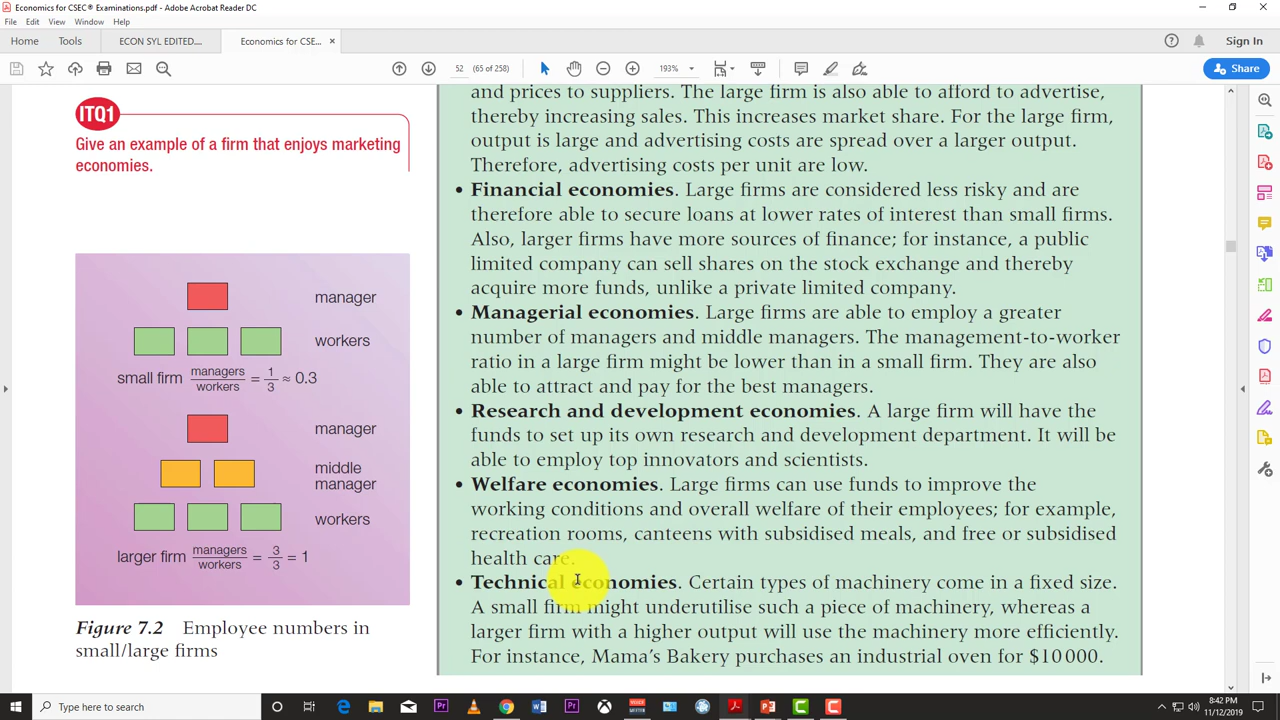 Economics for CSEC® Examinations.pdf - Adobe Acrobat Reader DC
File Edit View Window Help
Home Tools ECON SYL EDITED.... Economics for CSE... × Sign In
52 (65 of 258) 193% Share
ITQ1
Give an example of a firm that enjoys marketing
economies.
manager
workers
small firm managers/workers = 1/3 ≈ 0.3
manager
middle
manager
workers
larger firm managers/workers = 3/3 = 1
Figure 7.2 Employee numbers in
small/large firms
and prices to suppliers. The large firm is also able to afford to advertise,
thereby increasing sales. This increases market share. For the large firm,
output is large and advertising costs are spread over a larger output.
Therefore, advertising costs per unit are low.
• Financial economies. Large firms are considered less risky and are
therefore able to secure loans at lower rates of interest than small firms.
Also, larger firms have more sources of finance; for instance, a public
limited company can sell shares on the stock exchange and thereby
acquire more funds, unlike a private limited company.
• Managerial economies. Large firms are able to employ a greater
number of managers and middle managers. The management-to-worker
ratio in a large firm might be lower than in a small firm. They are also
able to attract and pay for the best managers.
• Research and development economies. A large firm will have the
funds to set up its own research and development department. It will be
able to employ top innovators and scientists.
• Welfare economies. Large firms can use funds to improve the
working conditions and overall welfare of their employees; for example,
recreation rooms, canteens with subsidised meals, and free or subsidised
health care.
• Technical economies. Certain types of machinery come in a fixed size.
A small firm might underutilise such a piece of machinery, whereas a
larger firm with a higher output will use the machinery more efficiently.
For instance, Mama's Bakery purchases an industrial oven for $10 000.
Type here to search
8:42 PM
11/12/2019